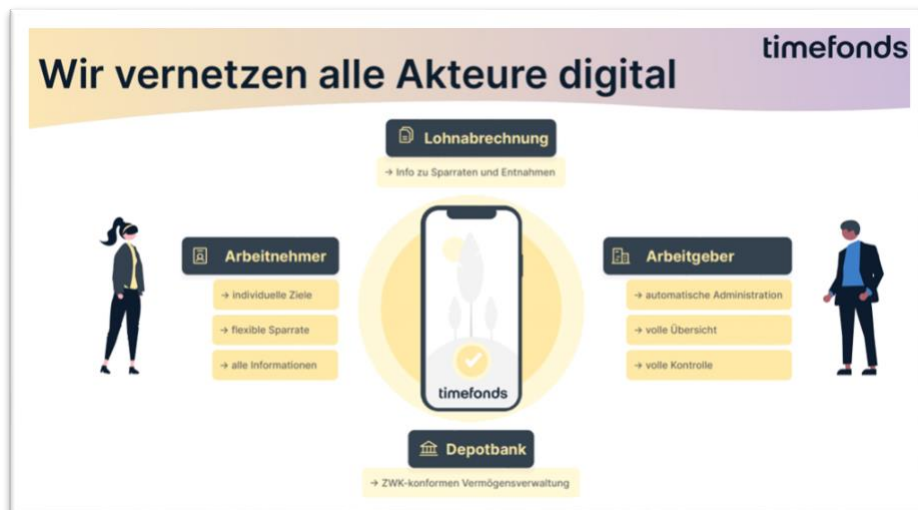 timefonds
Wir vernetzen alle Akteure digital
Lohnabrechnung
→ Info zu Sparraten und Entnahmen
Arbeitnehmer
→ individuelle Ziele
→ flexible Sparrate
→ alle Informationen
timefonds
Arbeitgeber
→ automatische Administration
→ volle Übersicht
→ volle Kontrolle
Depotbank
→ ZWK-konformen Vermögensverwaltung